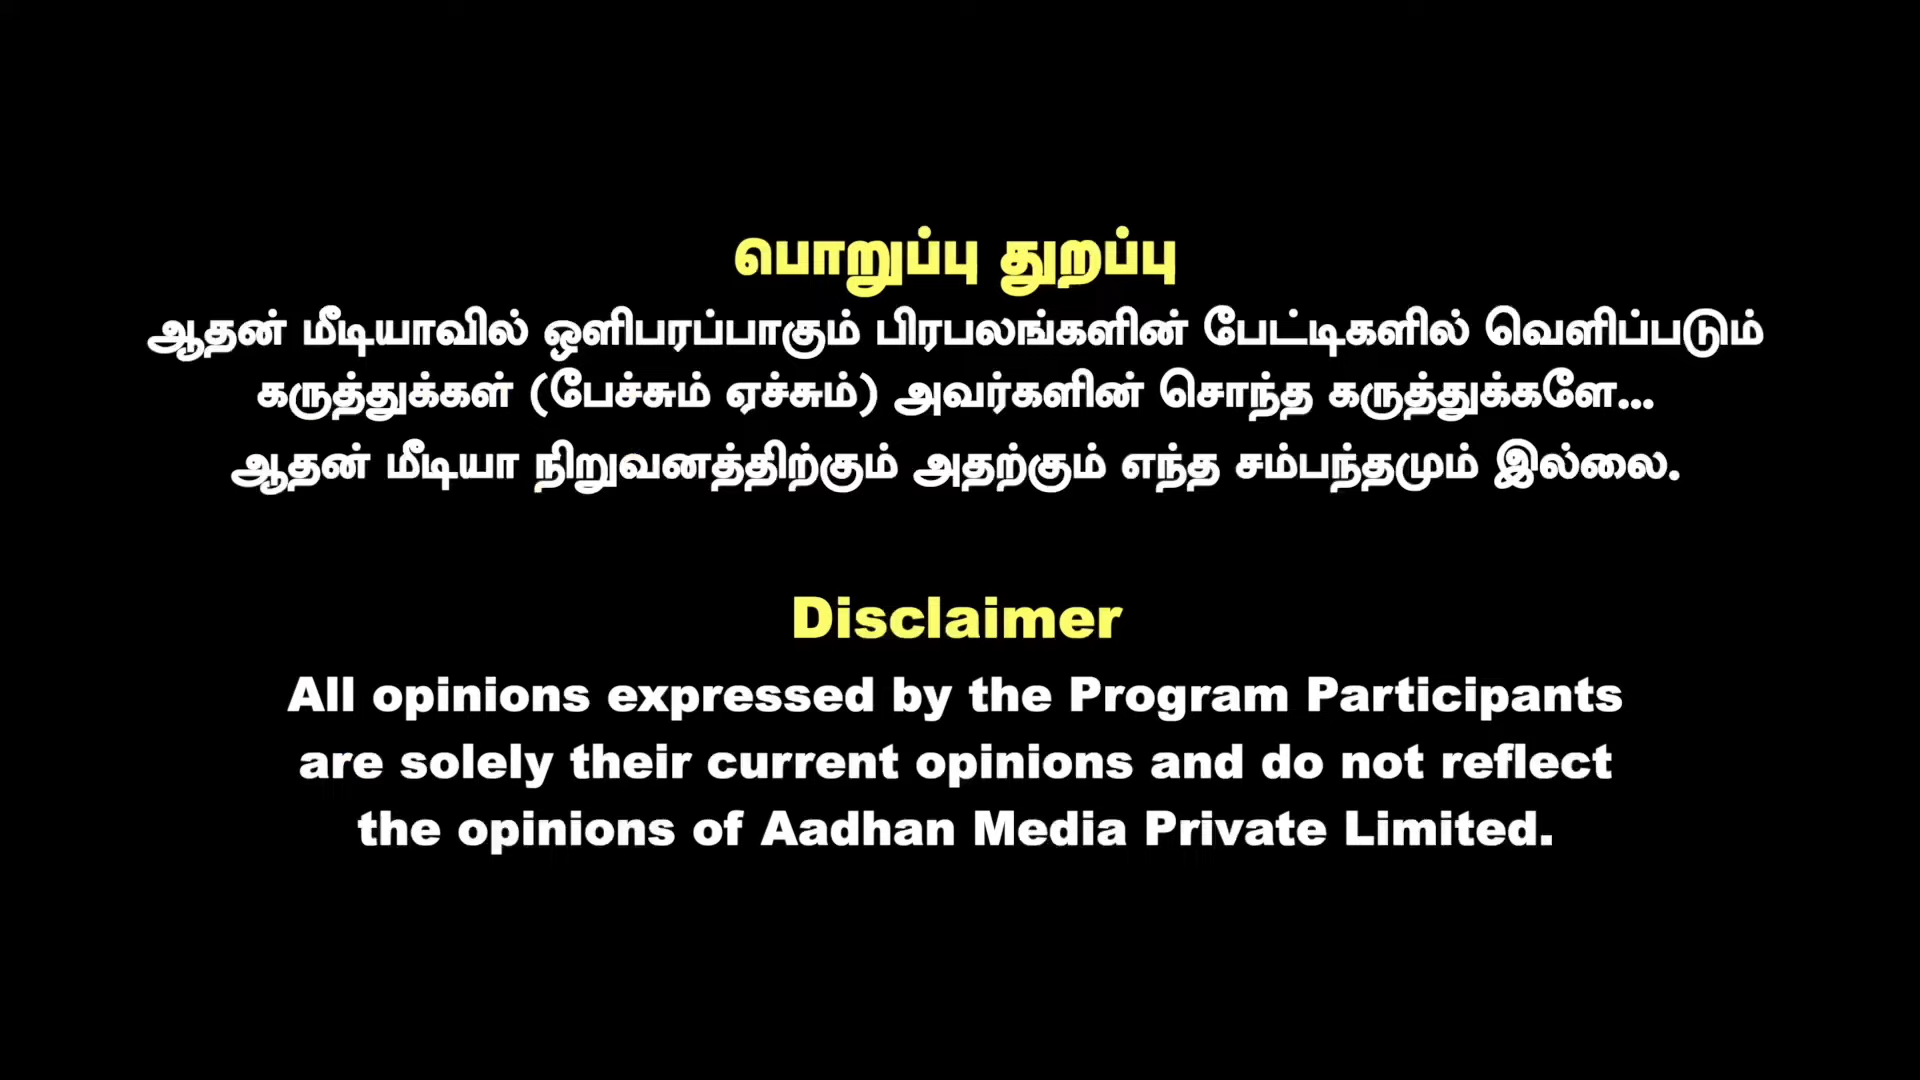 பொறுப்பு துறப்பு
ஆதன் மீடியாவில் ஒளிபரப்பாகும் பிரபலங்களின் பேட்டிகளில் வெளிப்படும்
கருத்துக்கள் (பேச்சும் ஏச்சும்) அவர்களின் சொந்த கருத்துக்களே...
ஆதன் மீடியா நிறுவனத்திற்கும் அதற்கும் எந்த சம்பந்தமும் இல்லை.
Disclaimer
All opinions expressed by the Program Participants
are solely their current opinions and do not reflect
the opinions of Aadhan Media Private Limited.